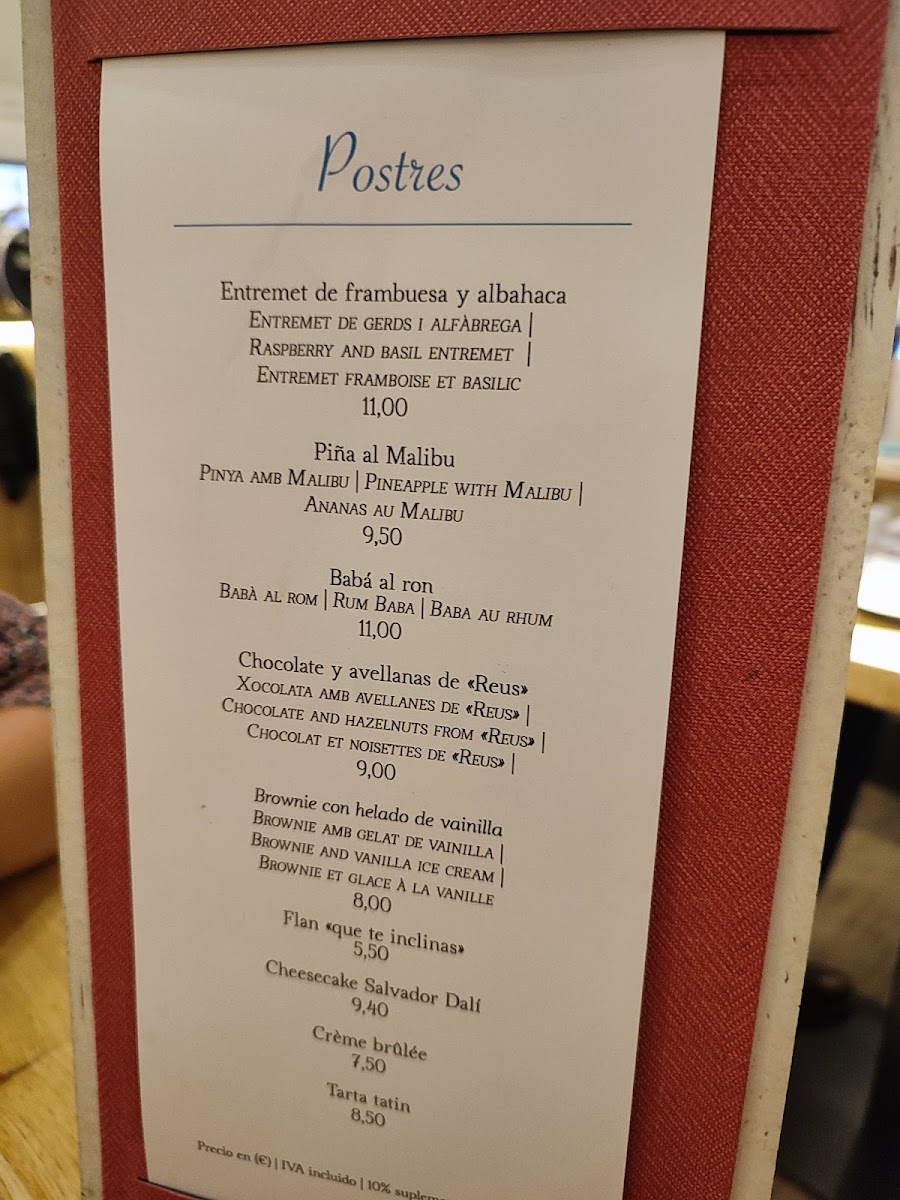 Postres
Entremet de frambuesa y albahaca
Entremet de gerds i alfàbrega |
Raspberry and basil entremet |
Entremet framboise et basilic
11,00
Piña al Malibu
Pinya amb Malibu | Pineapple with Malibu |
Ananas au Malibu
9,50
Babá al ron
Babà al rom | Rum Baba | Baba au rhum
11,00
Chocolate y avellanas de «Reus»
Xocolata amb avellanes de «Reus» |
Chocolate and hazelnuts from «Reus» |
Chocolat et noisettes de «Reus» |
9,00
Brownie con helado de vainilla
Brownie amb gelat de vainilla |
Brownie and vanilla ice cream |
Brownie et glace à la vanille
8,00
Flan «que te inclinas»
5,50
Cheesecake Salvador Dalí
9,40
Crème brûlée
7,50
Tarta tatin
8,50
Precio en (€) | IVA incluido | 10%